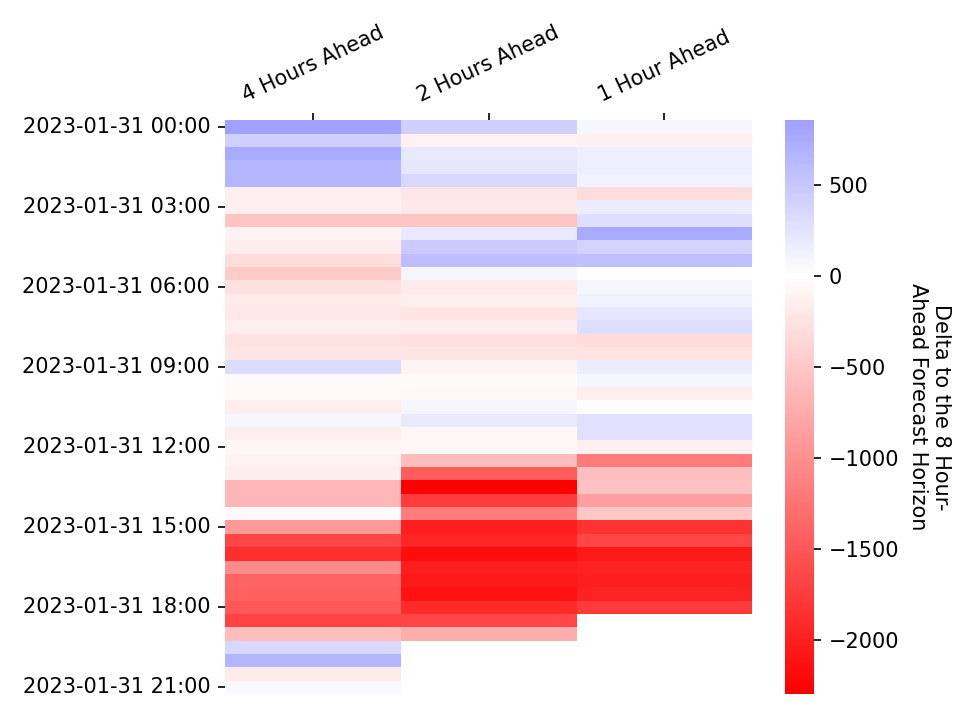 4 Hours Ahead
2 Hours Ahead
1 Hour Ahead
2023-01-31 00:00
2023-01-31 03:00
2023-01-31 06:00
2023-01-31 09:00
2023-01-31 12:00
2023-01-31 15:00
2023-01-31 18:00
2023-01-31 21:00
500
0
−500
−1000
−1500
−2000
Delta to the 8 Hour-
Ahead Forecast Horizon